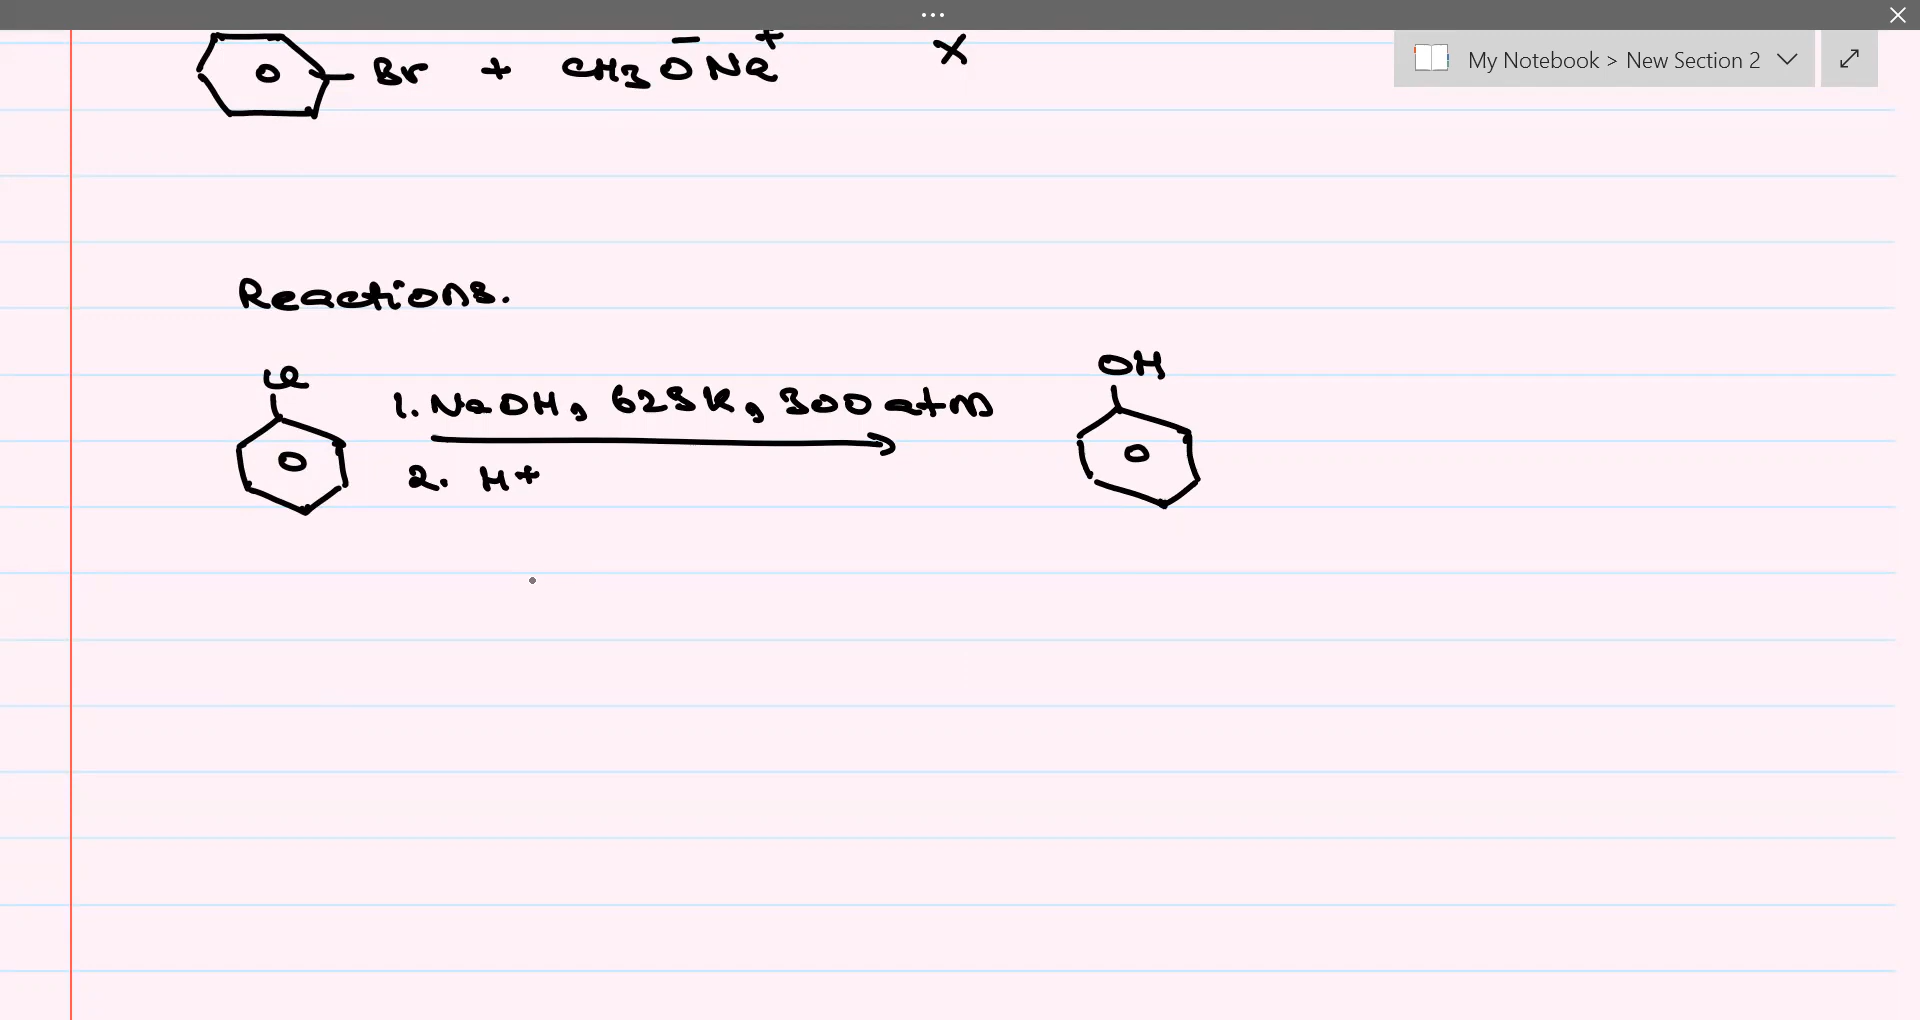 ...
My Notebook > New Section 2
Br + CH3O⁻Na⁺ X
Reactions.
Cl
1. NaOH, 623K, 300 atm
2. H+
OH